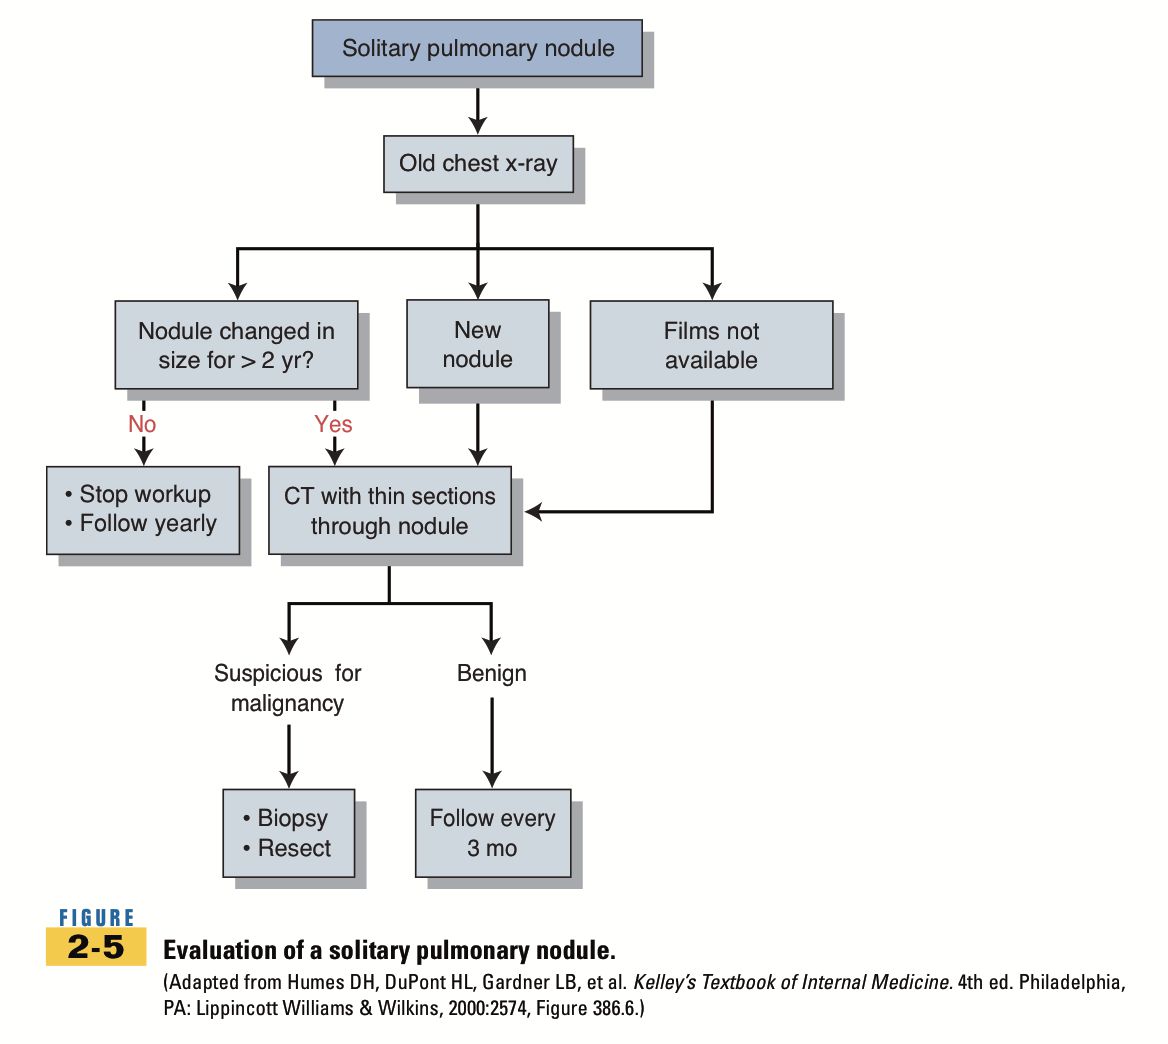 Solitary pulmonary nodule
Old chest x-ray
Nodule changed in
size for > 2 yr?
New
nodule
Films not
available
No
Yes
• Stop workup
• Follow yearly
CT with thin sections
through nodule
Suspicious for
malignancy
Benign
• Biopsy
• Resect
Follow every
3 mo
FIGURE
2-5
Evaluation of a solitary pulmonary nodule.
(Adapted from Humes DH, DuPont HL, Gardner LB, et al. Kelley's Textbook of Internal Medicine. 4th ed. Philadelphia,
PA: Lippincott Williams & Wilkins, 2000:2574, Figure 386.6.)